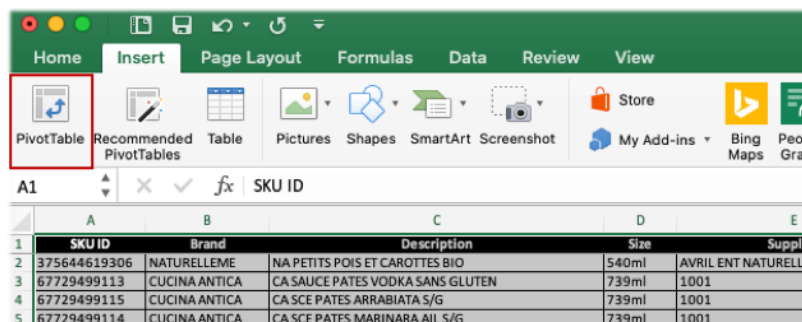 Home Insert Page Layout Formulas Data Review View
PivotTable Recommended PivotTables Table Pictures Shapes SmartArt Screenshot Store My Add-ins Bing Maps
A1 fx SKU ID
A B C D E
1 SKU ID Brand Description Size
2 375644619306 NATURELLEME NA PETITS POIS ET CAROTTES BIO 540ml AVRIL ENT NATURELL
3 67729499113 CUCINA ANTICA CA SAUCE PATES VODKA SANS GLUTEN 739ml 1001
4 67729499115 CUCINA ANTICA CA SCE PATES ARRABIATA S/G 739ml 1001
5 67729499114 CUCINA ANTICA CA SCE PATES MARINARA AIL S/G 739ml 1001